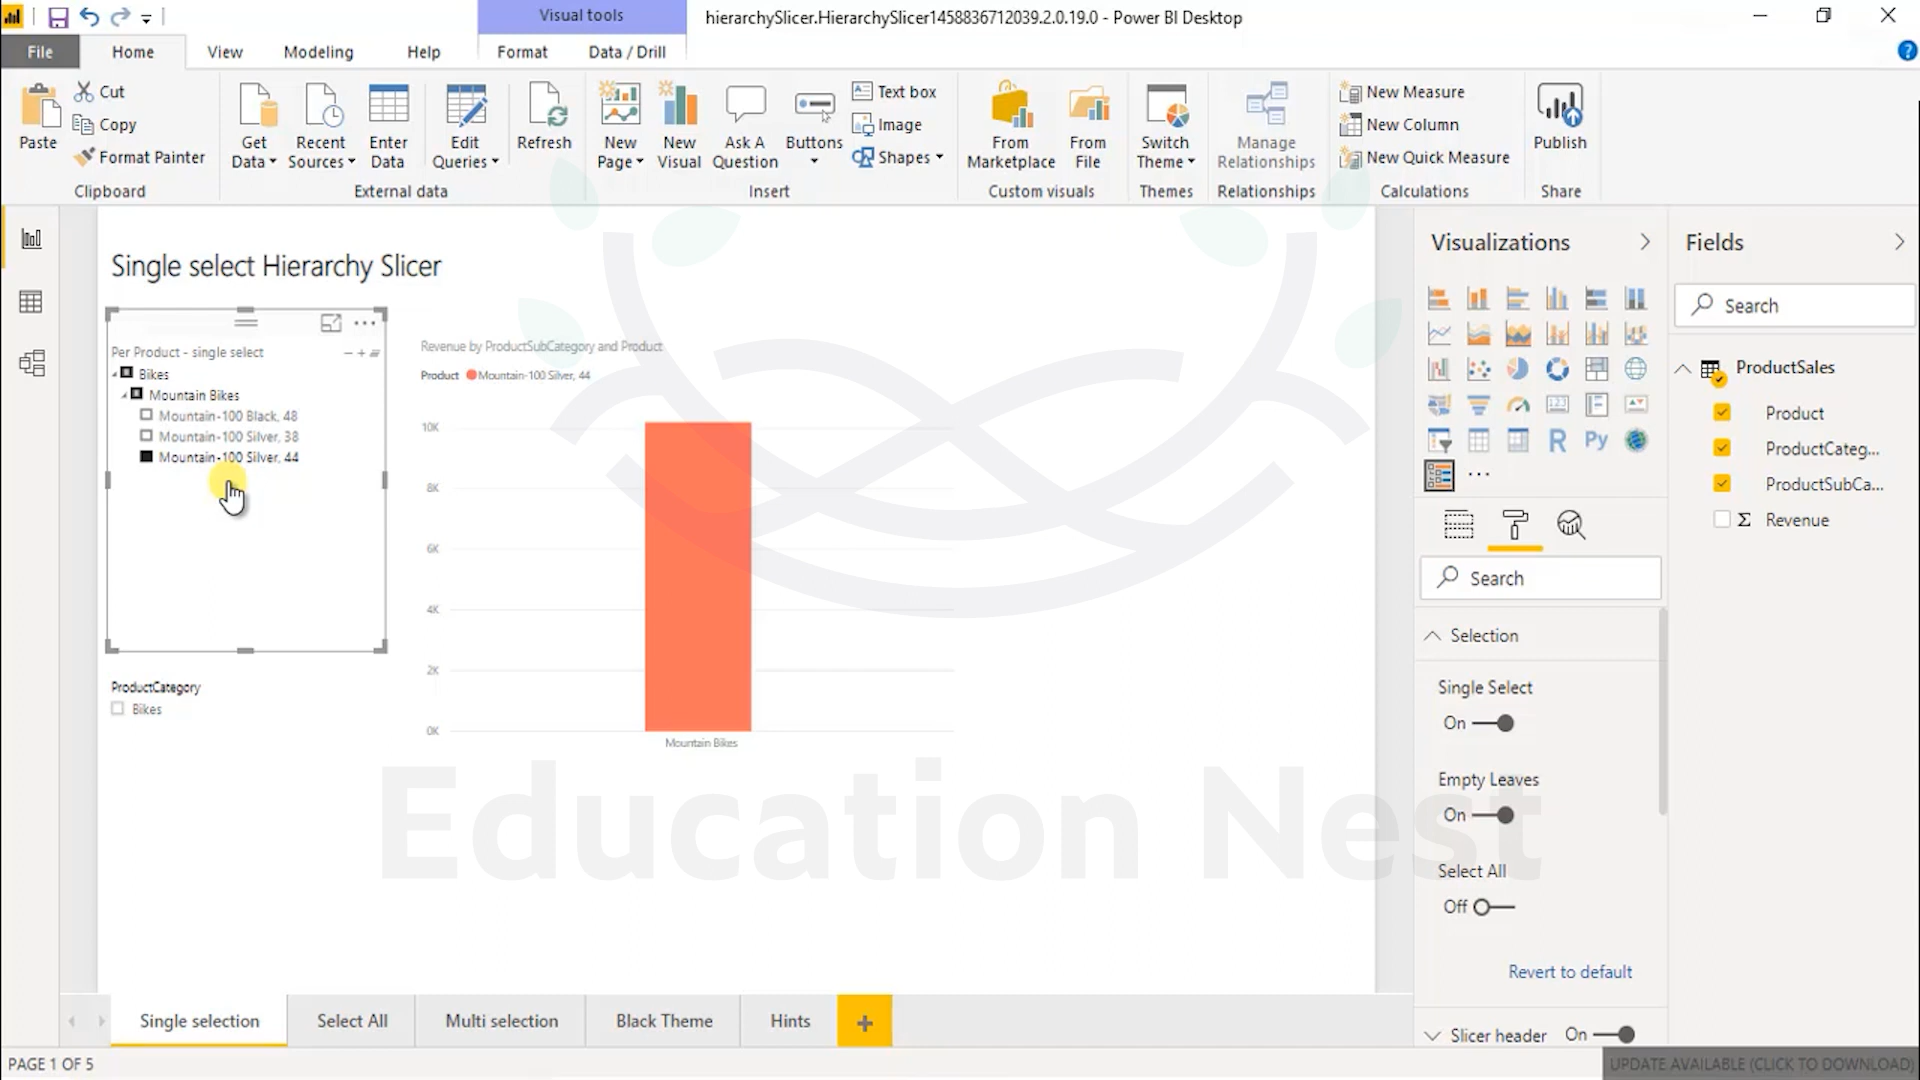 Visual tools
hierarchySlicer.HierarchySlicer1458836712039.2.0.19.0 - Power BI Desktop
File Home View Modeling Help Format Data / Drill
Paste
Cut
Copy
Format Painter
Clipboard
Get Data
Recent Sources
Enter Data
Edit Queries
External data
Refresh
New Page
New Visual
Ask A Question
Buttons
Text box
Image
Shapes
Insert
From Marketplace
From File
Custom visuals
Switch Theme
Themes
Manage Relationships
Relationships
New Measure
New Column
New Quick Measure
Calculations
Publish
Share
Single select Hierarchy Slicer
Per Product - single select
Bikes
Mountain Bikes
Mountain-100 Black, 48
Mountain-100 Silver, 38
Mountain-100 Silver, 44
ProductCategory
Bikes
Revenue by ProductSubCategory and Product
Product Mountain-100 Silver, 44
10K
8K
6K
4K
2K
0K
Mountain Bikes
Education Nest
Visualizations
R
Py
Search
Selection
Single Select
On
Empty Leaves
On
Select All
Off
Revert to default
Slicer header On
Fields
Search
ProductSales
Product
ProductCateg...
ProductSubCa...
Σ Revenue
Single selection
Select All
Multi selection
Black Theme
Hints
+
PAGE 1 OF 5
UPDATE AVAILABLE (CLICK TO DOWNLOAD)